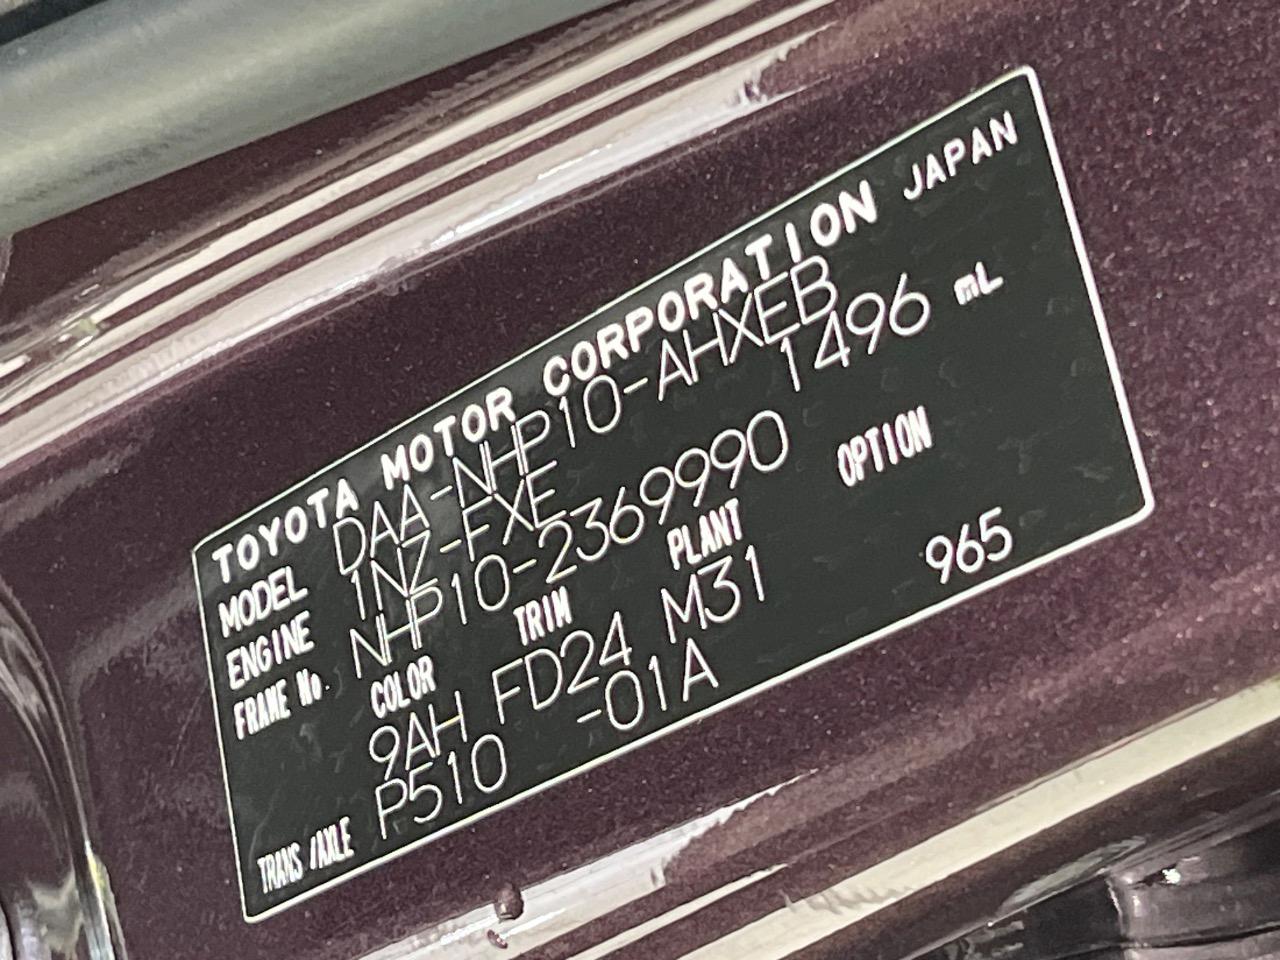 TOYOTA MOTOR CORPORATION JAPAN
MODEL DAA-NHP10-AHXEB
ENGINE 1NZ-FXE 1496 mL
FRAME No. NHP10-2369990
COLOR TRIM PLANT OPTION
9AH FD24 M31 965
TRANS/AXLE P510 -01A